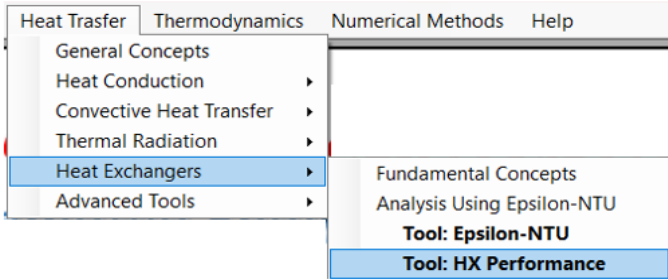 Heat Trasfer Thermodynamics Numerical Methods Help
General Concepts
Heat Conduction
Convective Heat Transfer
Thermal Radiation
Heat Exchangers
Advanced Tools
Fundamental Concepts
Analysis Using Epsilon-NTU
Tool: Epsilon-NTU
Tool: HX Performance